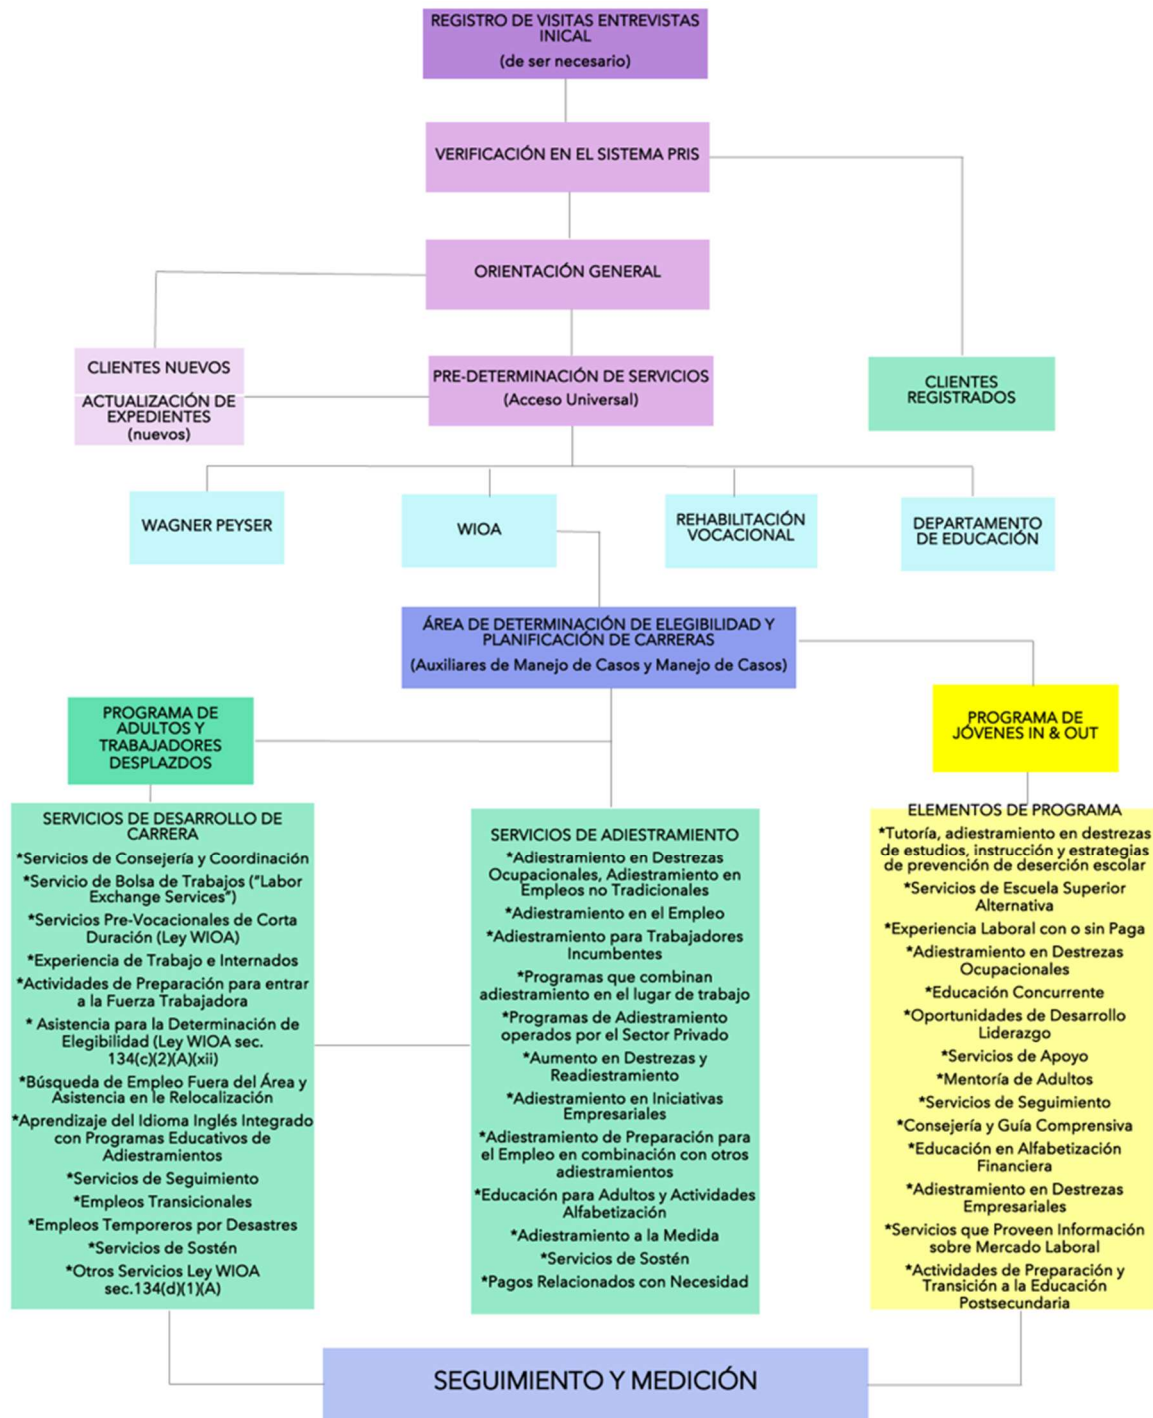 REGISTRO DE VISITAS ENTREVISTAS
INICAL
(de ser necesario)
VERIFICACIÓN EN EL SISTEMA PRIS
ORIENTACIÓN GENERAL
CLIENTES NUEVOS
ACTUALIZACIÓN DE
EXPEDIENTES
(nuevos)
PRE-DETERMINACIÓN DE SERVICIOS
(Acceso Universal)
CLIENTES
REGISTRADOS
WAGNER PEYSER
WIOA
REHABILITACIÓN
VOCACIONAL
DEPARTAMENTO
DE EDUCACIÓN
ÁREA DE DETERMINACIÓN DE ELEGIBILIDAD Y
PLANIFICACIÓN DE CARRERAS
(Auxiliares de Manejo de Casos y Manejo de Casos)
PROGRAMA DE
ADULTOS Y
TRABAJADORES
DESPLAZDOS
PROGRAMA DE
JÓVENES IN & OUT
SERVICIOS DE DESARROLLO DE
CARRERA
*Servicios de Consejería y Coordinación
*Servicio de Bolsa de Trabajos ("Labor
Exchange Services")
*Servicios Pre-Vocacionales de Corta
Duración (Ley WIOA)
*Experiencia de Trabajo e Internados
*Actividades de Preparación para entrar
a la Fuerza Trabajadora
* Asistencia para la Determinación de
Elegibilidad (Ley WIOA sec.
134(c)(2)(A)(xii)
*Búsqueda de Empleo Fuera del Área y
Asistencia en le Relocalización
*Aprendizaje del Idioma Inglés Integrado
con Programas Educativos de
Adiestramientos
*Servicios de Seguimiento
*Empleos Transicionales
*Empleos Temporeros por Desastres
*Servicios de Sostén
*Otros Servicios Ley WIOA
sec.134(d)(1)(A)
SERVICIOS DE ADIESTRAMIENTO
*Adiestramiento en Destrezas
Ocupacionales, Adiestramiento en
Empleos no Tradicionales
*Adiestramiento en el Empleo
*Adiestramiento para Trabajadores
Incumbentes
*Programas que combinan
adiestramiento en el lugar de trabajo
*Programas de Adiestramiento
operados por el Sector Privado
*Aumento en Destrezas y
Readiestramiento
*Adiestramiento en Iniciativas
Empresariales
*Adiestramiento de Preparación para
el Empleo en combinación con otros
adiestramientos
*Educación para Adultos y Actividades
Alfabetización
*Adiestramiento a la Medida
*Servicios de Sostén
*Pagos Relacionados con Necesidad
ELEMENTOS DE PROGRAMA
*Tutoría, adiestramiento en destrezas
de estudios, instrucción y estrategias
de prevención de deserción escolar
*Servicios de Escuela Superior
Alternativa
*Experiencia Laboral con o sin Paga
*Adiestramiento en Destrezas
Ocupacionales
*Educación Concurrente
*Oportunidades de Desarrollo
Liderazgo
*Servicios de Apoyo
*Mentoría de Adultos
*Servicios de Seguimiento
*Consejería y Guía Comprensiva
*Educación en Alfabetización
Financiera
*Adiestramiento en Destrezas
Empresariales
*Servicios que Proveen Información
sobre Mercado Laboral
*Actividades de Preparación y
Transición a la Educación
Postsecundaria
SEGUIMIENTO Y MEDICIÓN